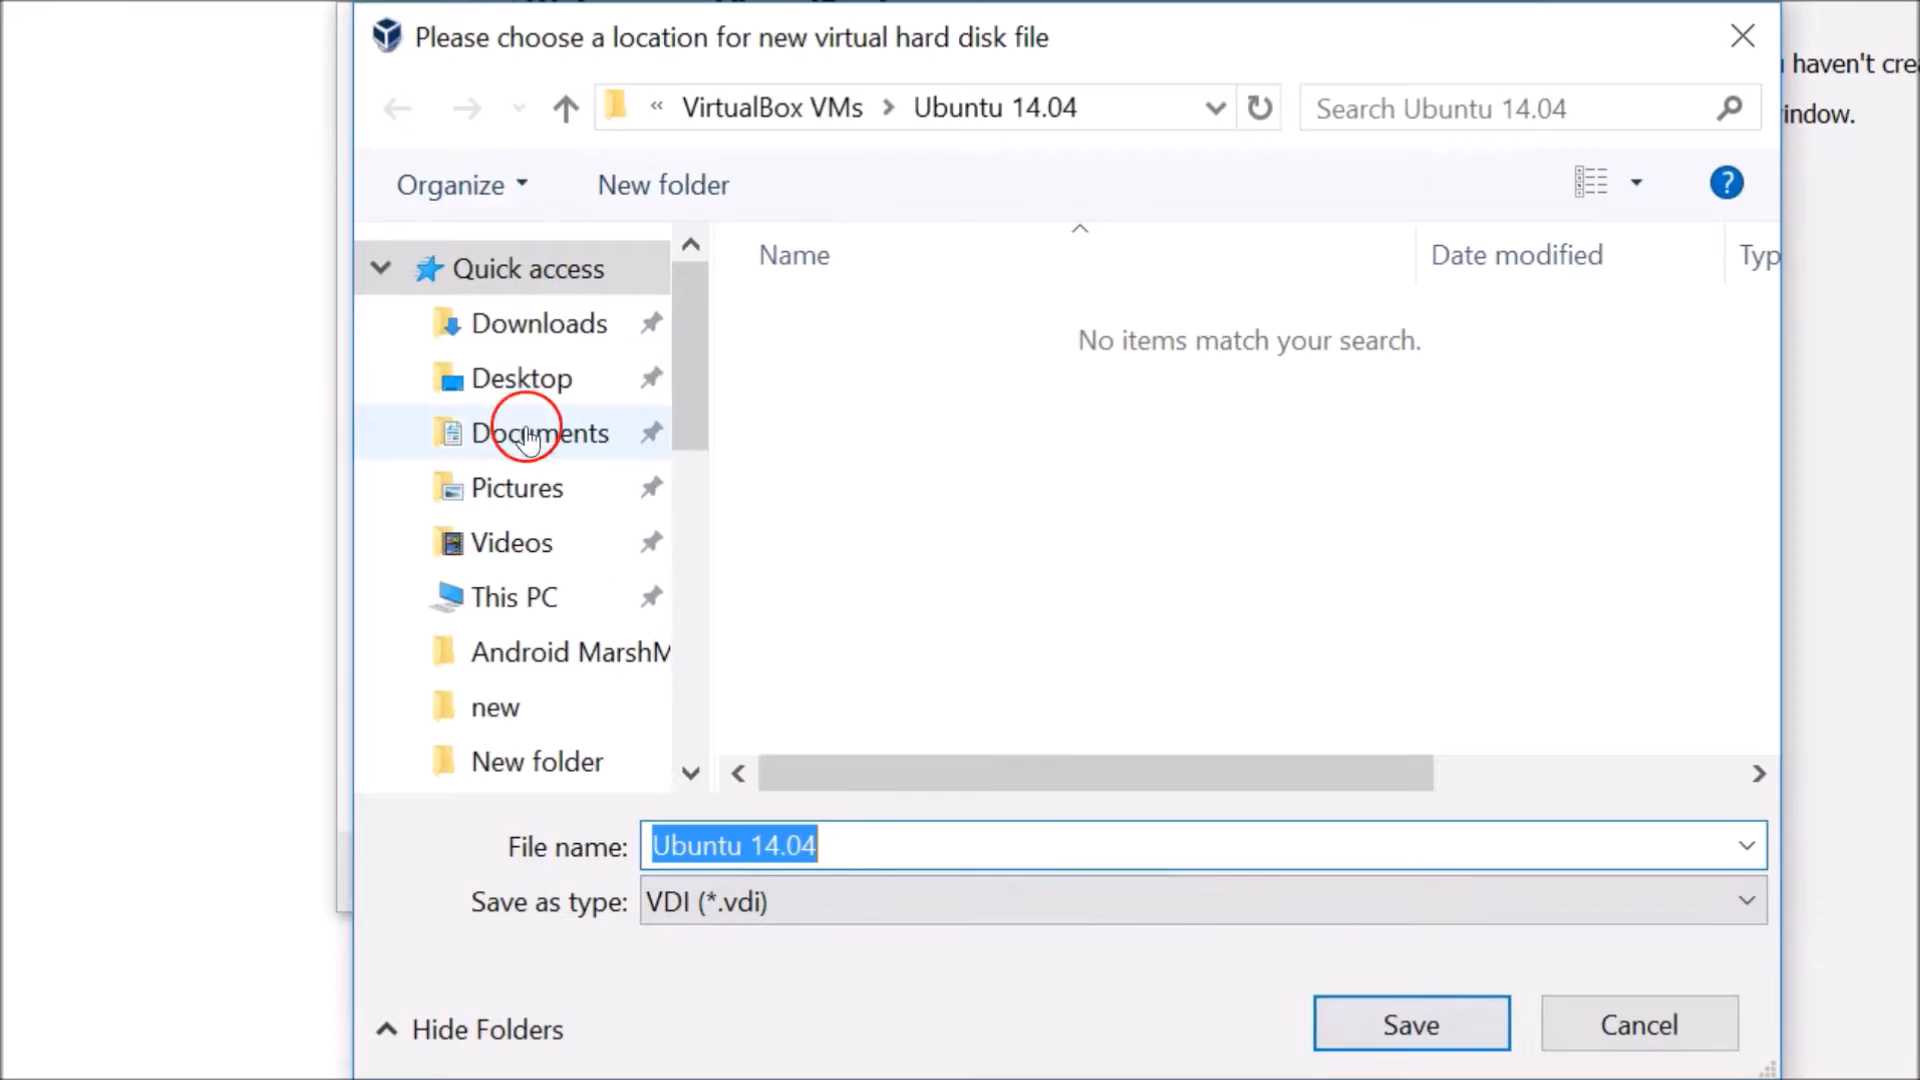 Please choose a location for new virtual hard disk file
haven't cre
indow.
« VirtualBox VMs > Ubuntu 14.04
Search Ubuntu 14.04
Organize
New folder
?
Name
Date modified
Typ
No items match your search.
Quick access
Downloads
Desktop
Documents
Pictures
Videos
This PC
Android MarshM
new
New folder
File name: Ubuntu 14.04
Save as type: VDI (*.vdi)
Hide Folders
Save
Cancel